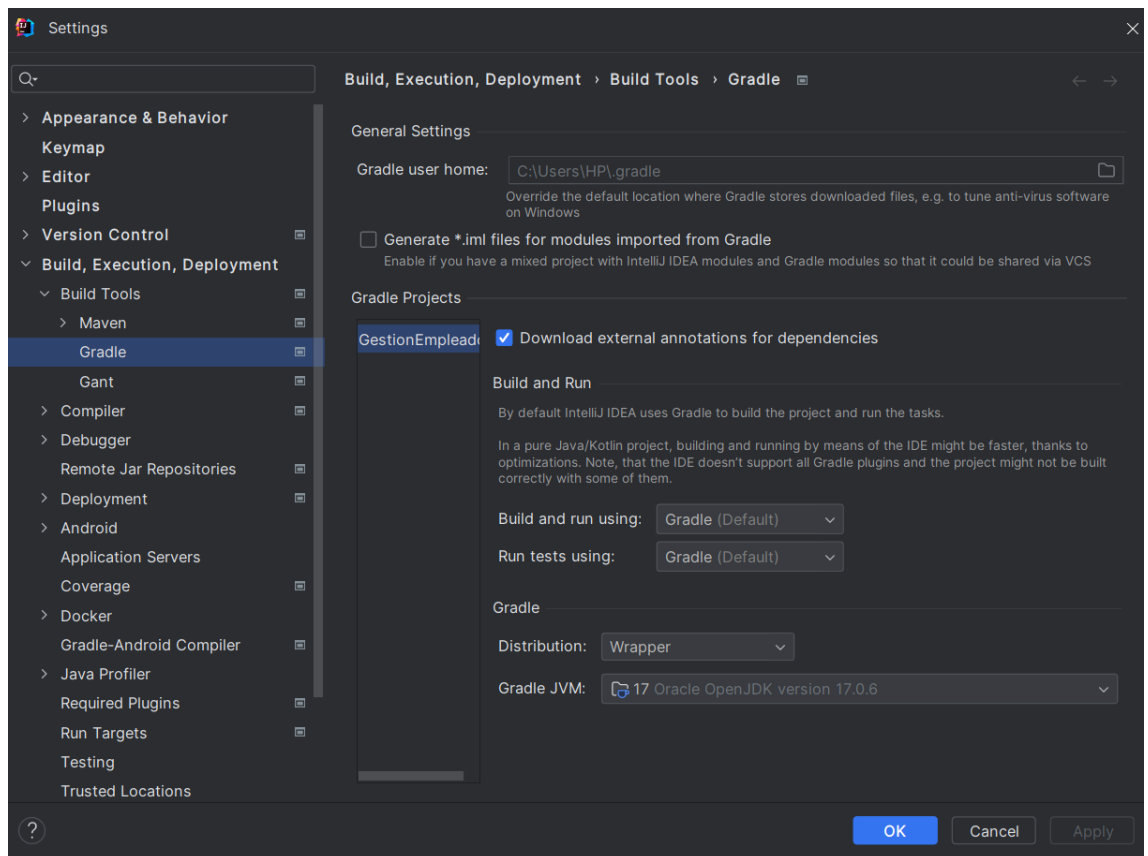 Settings
Appearance & Behavior
Keymap
Editor
Plugins
Version Control
Build, Execution, Deployment
Build Tools
Maven
Gradle
Gant
Compiler
Debugger
Remote Jar Repositories
Deployment
Android
Application Servers
Coverage
Docker
Gradle-Android Compiler
Java Profiler
Required Plugins
Run Targets
Testing
Trusted Locations
Build, Execution, Deployment › Build Tools › Gradle
General Settings
Gradle user home: C:\Users\HP\.gradle
Override the default location where Gradle stores downloaded files, e.g. to tune anti-virus software
on Windows
Generate *.iml files for modules imported from Gradle
Enable if you have a mixed project with IntelliJ IDEA modules and Gradle modules so that it could be shared via VCS
Gradle Projects
GestionEmplead
Download external annotations for dependencies
Build and Run
By default IntelliJ IDEA uses Gradle to build the project and run the tasks.
In a pure Java/Kotlin project, building and running by means of the IDE might be faster, thanks to
optimizations. Note, that the IDE doesn't support all Gradle plugins and the project might not be built
correctly with some of them.
Build and run using: Gradle (Default)
Run tests using: Gradle (Default)
Gradle
Distribution: Wrapper
Gradle JVM: 17 Oracle OpenJDK version 17.0.6
? OK Cancel Apply